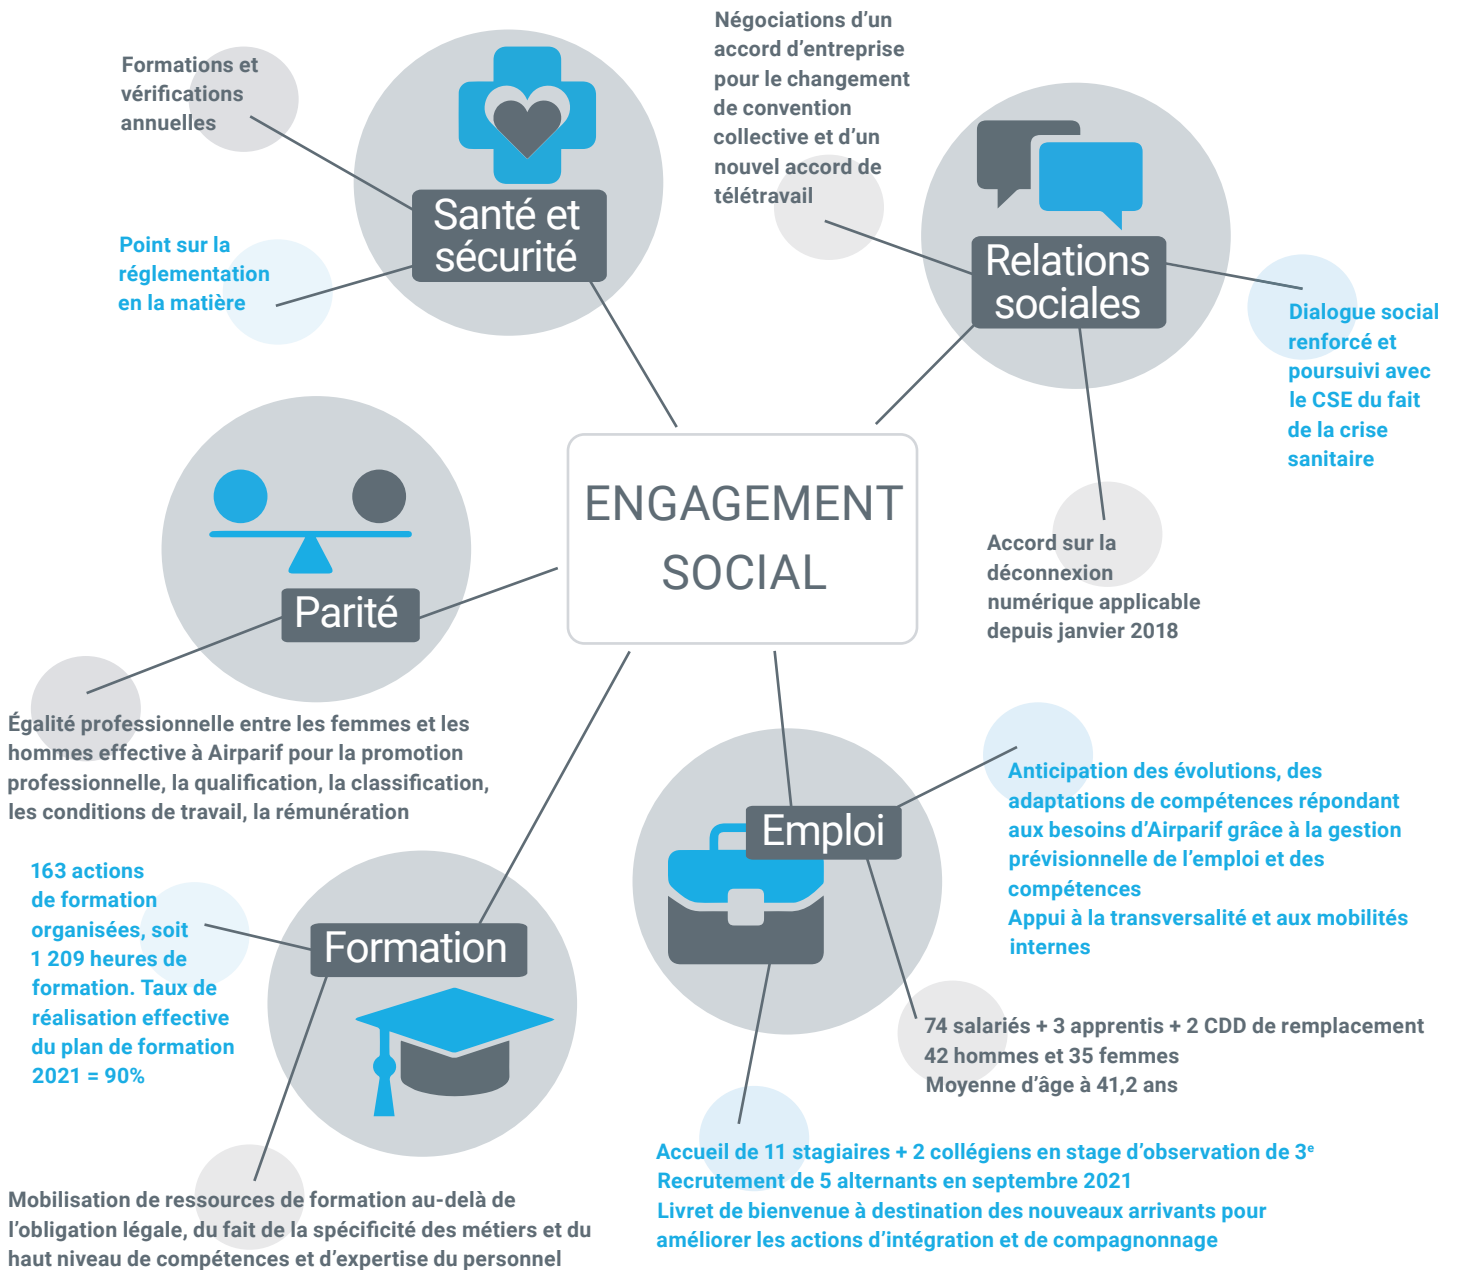 Formations et
vérifications
annuelles
Santé et
sécurité
Point sur la
réglementation
en la matière
Négociations d’un
accord d’entreprise
pour le changement
de convention
collective et d’un
nouvel accord de
télétravail
Relations
sociales
Dialogue social
renforcé et
poursuivi avec
le CSE du fait
de la crise
sanitaire
Accord sur la
déconnexion
numérique applicable
depuis janvier 2018
ENGAGEMENT
SOCIAL
Parité
Égalité professionnelle entre les femmes et les
hommes effective à Airparif pour la promotion
professionnelle, la qualification, la classification,
les conditions de travail, la rémunération
Emploi
Anticipation des évolutions, des
adaptations de compétences répondant
aux besoins d’Airparif grâce à la gestion
prévisionnelle de l’emploi et des
compétences
Appui à la transversalité et aux mobilités
internes
74 salariés + 3 apprentis + 2 CDD de remplacement
42 hommes et 35 femmes
Moyenne d’âge à 41,2 ans
Accueil de 11 stagiaires + 2 collégiens en stage d’observation de 3e
Recrutement de 5 alternants en septembre 2021
Livret de bienvenue à destination des nouveaux arrivants pour
améliorer les actions d’intégration et de compagnonnage
163 actions
de formation
organisées, soit
1 209 heures de
formation. Taux de
réalisation effective
du plan de formation
2021 = 90%
Formation
Mobilisation de ressources de formation au-delà de
l’obligation légale, du fait de la spécificité des métiers et du
haut niveau de compétences et d’expertise du personnel